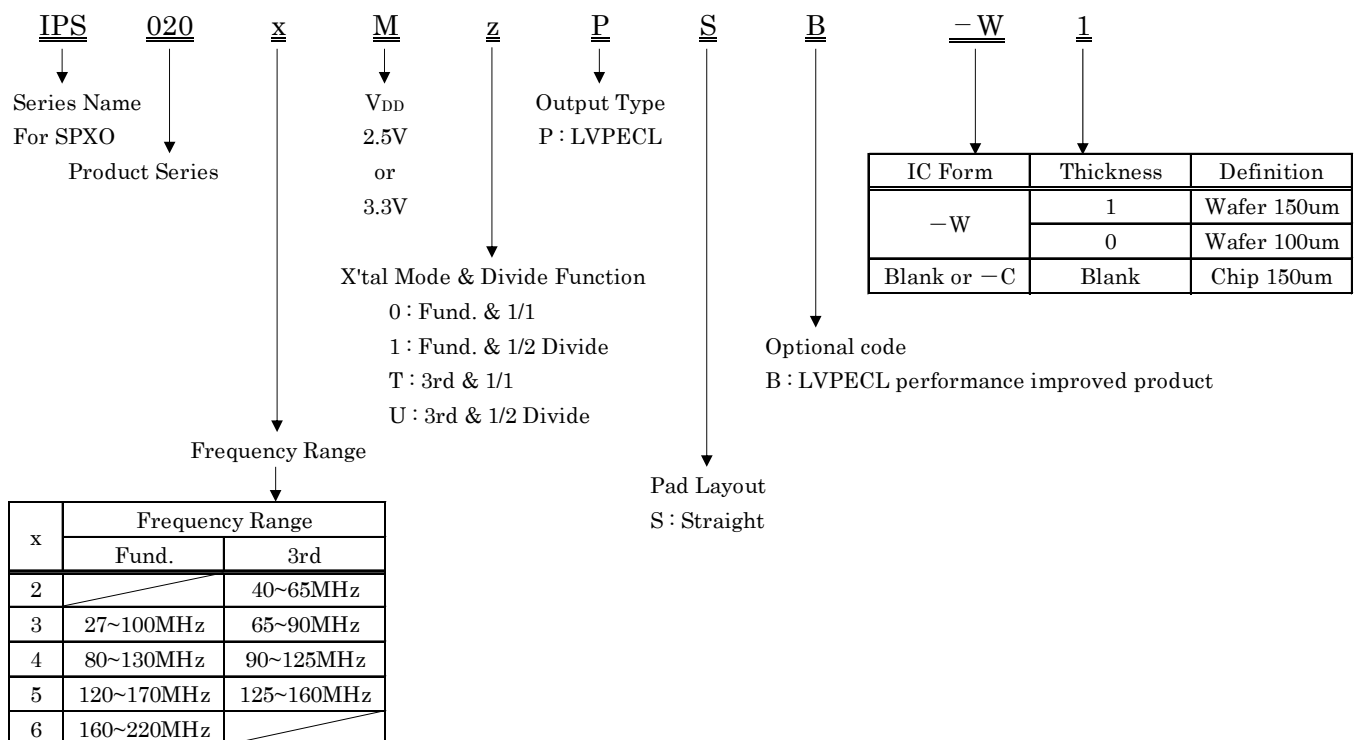 IPS 020 x M z P S B －W 1
Series Name
For SPXO
Product Series
VDD
2.5V
or
3.3V
Output Type
P：LVPECL
IC Form Thickness Definition
－W 1 Wafer 150um
0 Wafer 100um
Blank or －C Blank Chip 150um
X'tal Mode & Divide Function
0：Fund. & 1/1
1：Fund. & 1/2 Divide
T：3rd & 1/1
U：3rd & 1/2 Divide
Optional code
B：LVPECL performance improved product
Frequency Range
Pad Layout
S：Straight
x Frequency Range
Fund. 3rd
2 40~65MHz
3 27~100MHz 65~90MHz
4 80~130MHz 90~125MHz
5 120~170MHz 125~160MHz
6 160~220MHz